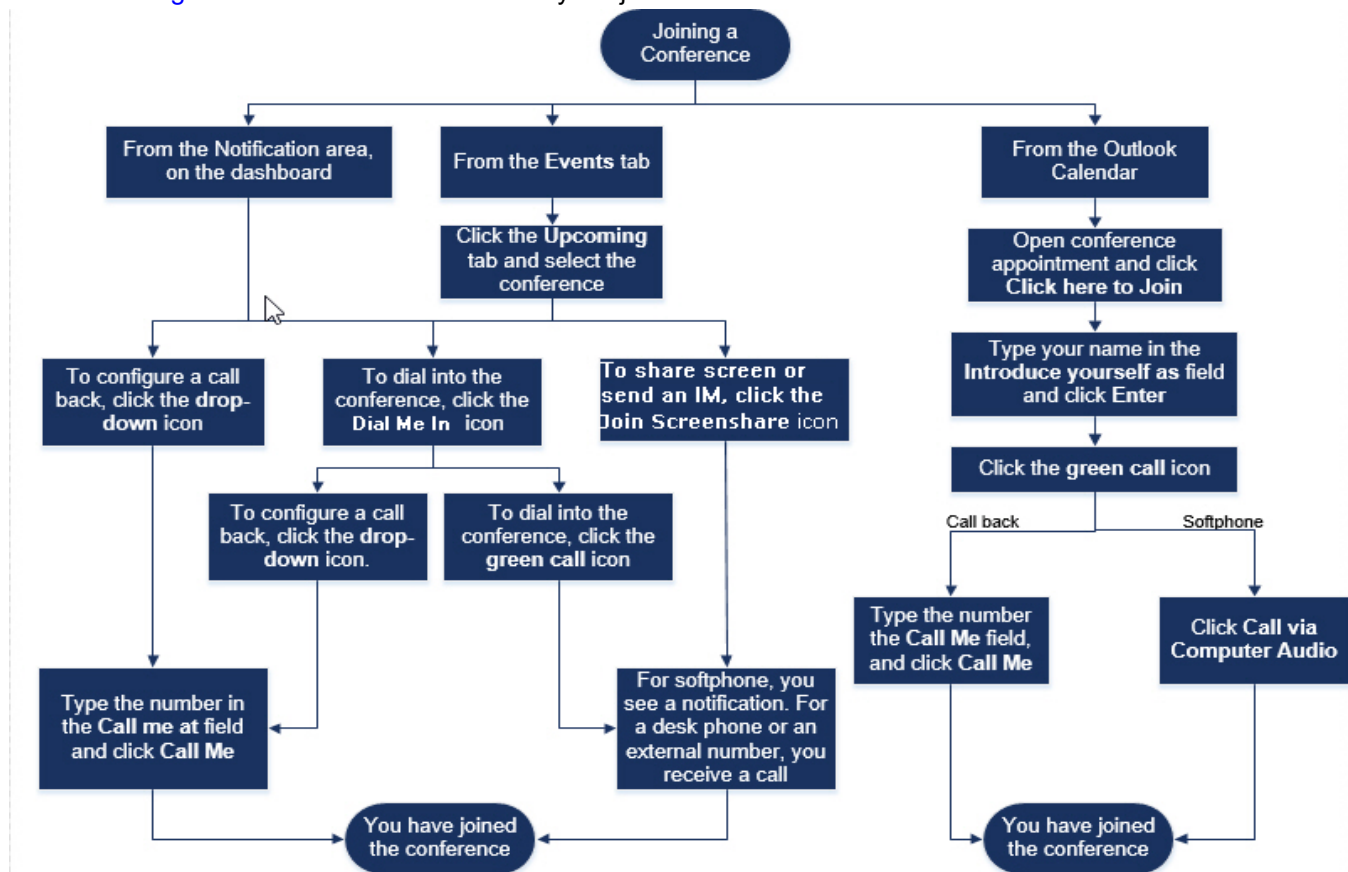 Joining a
Conference
From the Notification area,
on the dashboard
From the Events tab
From the Outlook
Calendar
Click the Upcoming
tab and select the
conference
Open conference
appointment and click
Click here to Join
To configure a call
back, click the drop-
down icon
To dial into the
conference, click the
Dial Me In icon
To share screen or
send an IM, click the
Join Screenshare icon
Type your name in the
Introduce yourself as field
and click Enter
Click the green call icon
To configure a call
back, click the drop-
down icon.
To dial into the
conference, click the
green call icon
Call back
Softphone
Type the number
the Call Me field,
and click Call Me
Click Call via
Computer Audio
Type the number in
the Call me at field
and click Call Me
For softphone, you
see a notification. For
a desk phone or an
external number, you
receive a call
You have joined
the conference
You have joined
the conference